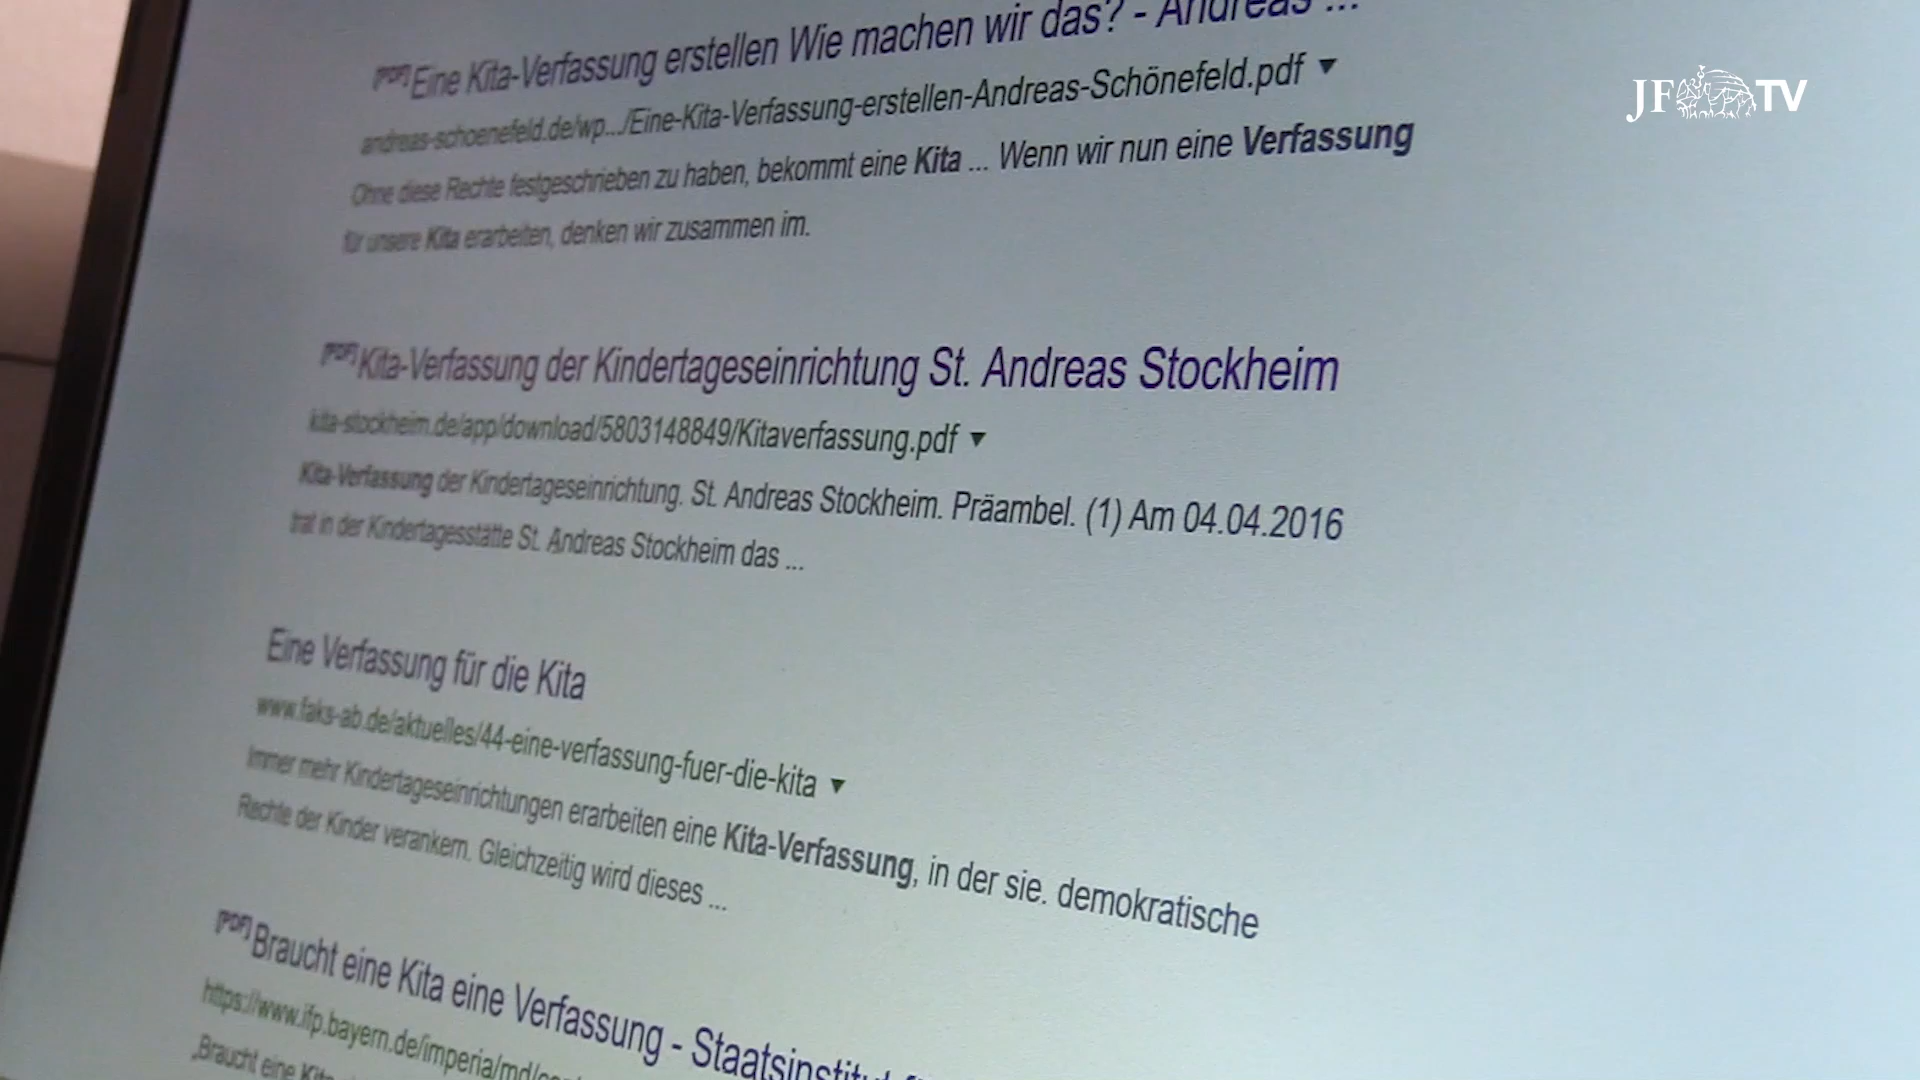 [PDF] Eine Kita-Verfassung erstellen Wie machen wir das? - Andreas ...
andreas-schoenefeld.de/wp.../Eine-Kita-Verfassung-erstellen-Andreas-Schönefeld.pdf ▼
Ohne diese Rechte festgeschrieben zu haben, bekommt eine Kita ... Wenn wir nun eine Verfassung
für unsere Kita erarbeiten, denken wir zusammen im.
[PDF] Kita-Verfassung der Kindertageseinrichtung St. Andreas Stockheim
kita-stockheim.de/app/download/5803148849/Kitaverfassung.pdf ▼
Kita-Verfassung der Kindertageseinrichtung. St. Andreas Stockheim. Präambel. (1) Am 04.04.2016
trat in der Kindertagesstätte St. Andreas Stockheim das ...
Eine Verfassung für die Kita
www.faks-ab.de/aktuelles/44-eine-verfassung-fuer-die-kita ▼
Immer mehr Kindertageseinrichtungen erarbeiten eine Kita-Verfassung, in der sie. demokratische
Rechte der Kinder verankern. Gleichzeitig wird dieses ...
[PDF] Braucht eine Kita eine Verfassung - Staatsinstitut
https://www.ifp.bayern.de/imperia/md/
„Braucht eine Kita
JF TV